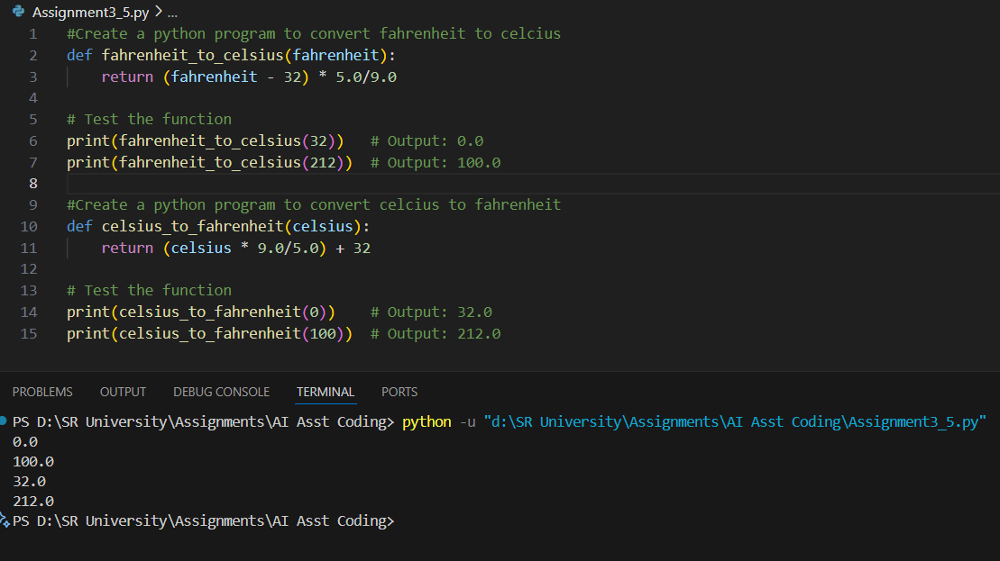 Assignment3_5.py > ...
1 #Create a python program to convert fahrenheit to celcius
2 def fahrenheit_to_celsius(fahrenheit):
3     return (fahrenheit - 32) * 5.0/9.0
4
5 # Test the function
6 print(fahrenheit_to_celsius(32))   # Output: 0.0
7 print(fahrenheit_to_celsius(212))  # Output: 100.0
8
9 #Create a python program to convert celcius to fahrenheit
10 def celsius_to_fahrenheit(celsius):
11     return (celsius * 9.0/5.0) + 32
12
13 # Test the function
14 print(celsius_to_fahrenheit(0))    # Output: 32.0
15 print(celsius_to_fahrenheit(100))  # Output: 212.0
PROBLEMS OUTPUT DEBUG CONSOLE TERMINAL PORTS
PS D:\SR University\Assignments\AI Asst Coding> python -u "d:\SR University\Assignments\AI Asst Coding\Assignment3_5.py"
0.0
100.0
32.0
212.0
PS D:\SR University\Assignments\AI Asst Coding>